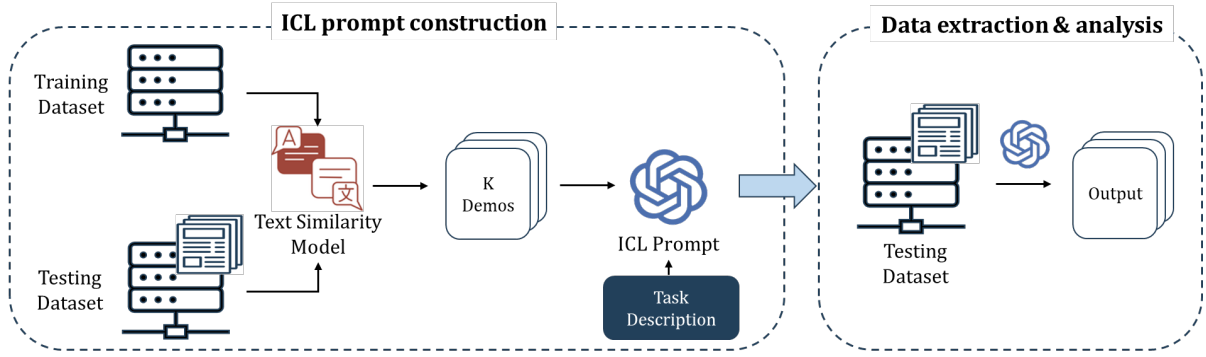 ICL prompt construction
Training
Dataset
A
文
Text Similarity
Model
Testing
Dataset
K
Demos
ICL Prompt
Task
Description
Data extraction & analysis
Testing
Dataset
Output